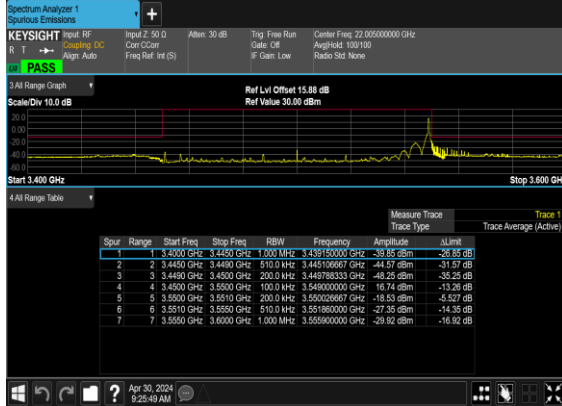 Spectrum Analyzer 1
Spurious Emissions
+
KEYSIGHT Input: RF Input Z: 50 Ω Atten: 30 dB Trig: Free Run Center Freq: 22.005000000 GHz
R T Coupling: DC Corr CCorr Gate: Off Avg|Hold: 100/100
Align: Auto Freq Ref: Int (S) IF Gain: Low Radio Std: None
PASS
3 All Range Graph
Ref Lvl Offset 15.88 dB
Scale/Div 10.0 dB Ref Value 30.00 dBm
20.0
0.00
-20.0
-40.0
-60.0
Start 3.400 GHz Stop 3.600 GH
4 All Range Table
Measure Trace Trace 1
Trace Type Trace Average (Active)
Spur Range Start Freq Stop Freq RBW Frequency Amplitude ΔLimit
1 1 3.4000 GHz 3.4450 GHz 1.000 MHz 3.439150000 GHz -39.85 dBm -26.85 dB
2 2 3.4450 GHz 3.4490 GHz 510.0 kHz 3.445106667 GHz -44.57 dBm -31.57 dB
3 3 3.4490 GHz 3.4500 GHz 200.0 kHz 3.449788333 GHz -48.25 dBm -35.25 dB
4 4 3.4500 GHz 3.5500 GHz 100.0 kHz 3.549000000 GHz 16.74 dBm -13.26 dB
5 5 3.5500 GHz 3.5510 GHz 200.0 kHz 3.550026667 GHz -18.53 dBm -5.527 dB
6 6 3.5510 GHz 3.5550 GHz 510.0 kHz 3.551860000 GHz -27.35 dBm -14.35 dB
7 7 3.5550 GHz 3.6000 GHz 1.000 MHz 3.555900000 GHz -29.92 dBm -16.92 dB
? Apr 30, 2024
9:25:49 AM